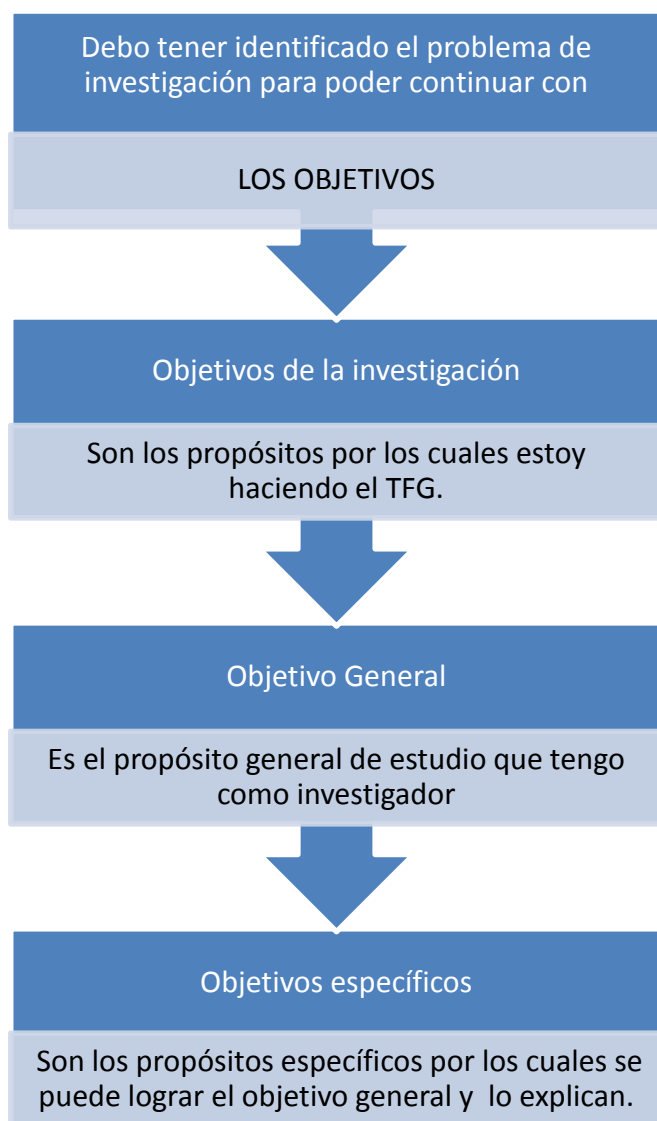 Debo tener identificado el problema de
investigación para poder continuar con
LOS OBJETIVOS
Objetivos de la investigación
Son los propósitos por los cuales estoy
haciendo el TFG.
Objetivo General
Es el propósito general de estudio que tengo
como investigador
Objetivos específicos
Son los propósitos específicos por los cuales se
puede lograr el objetivo general y  lo explican.